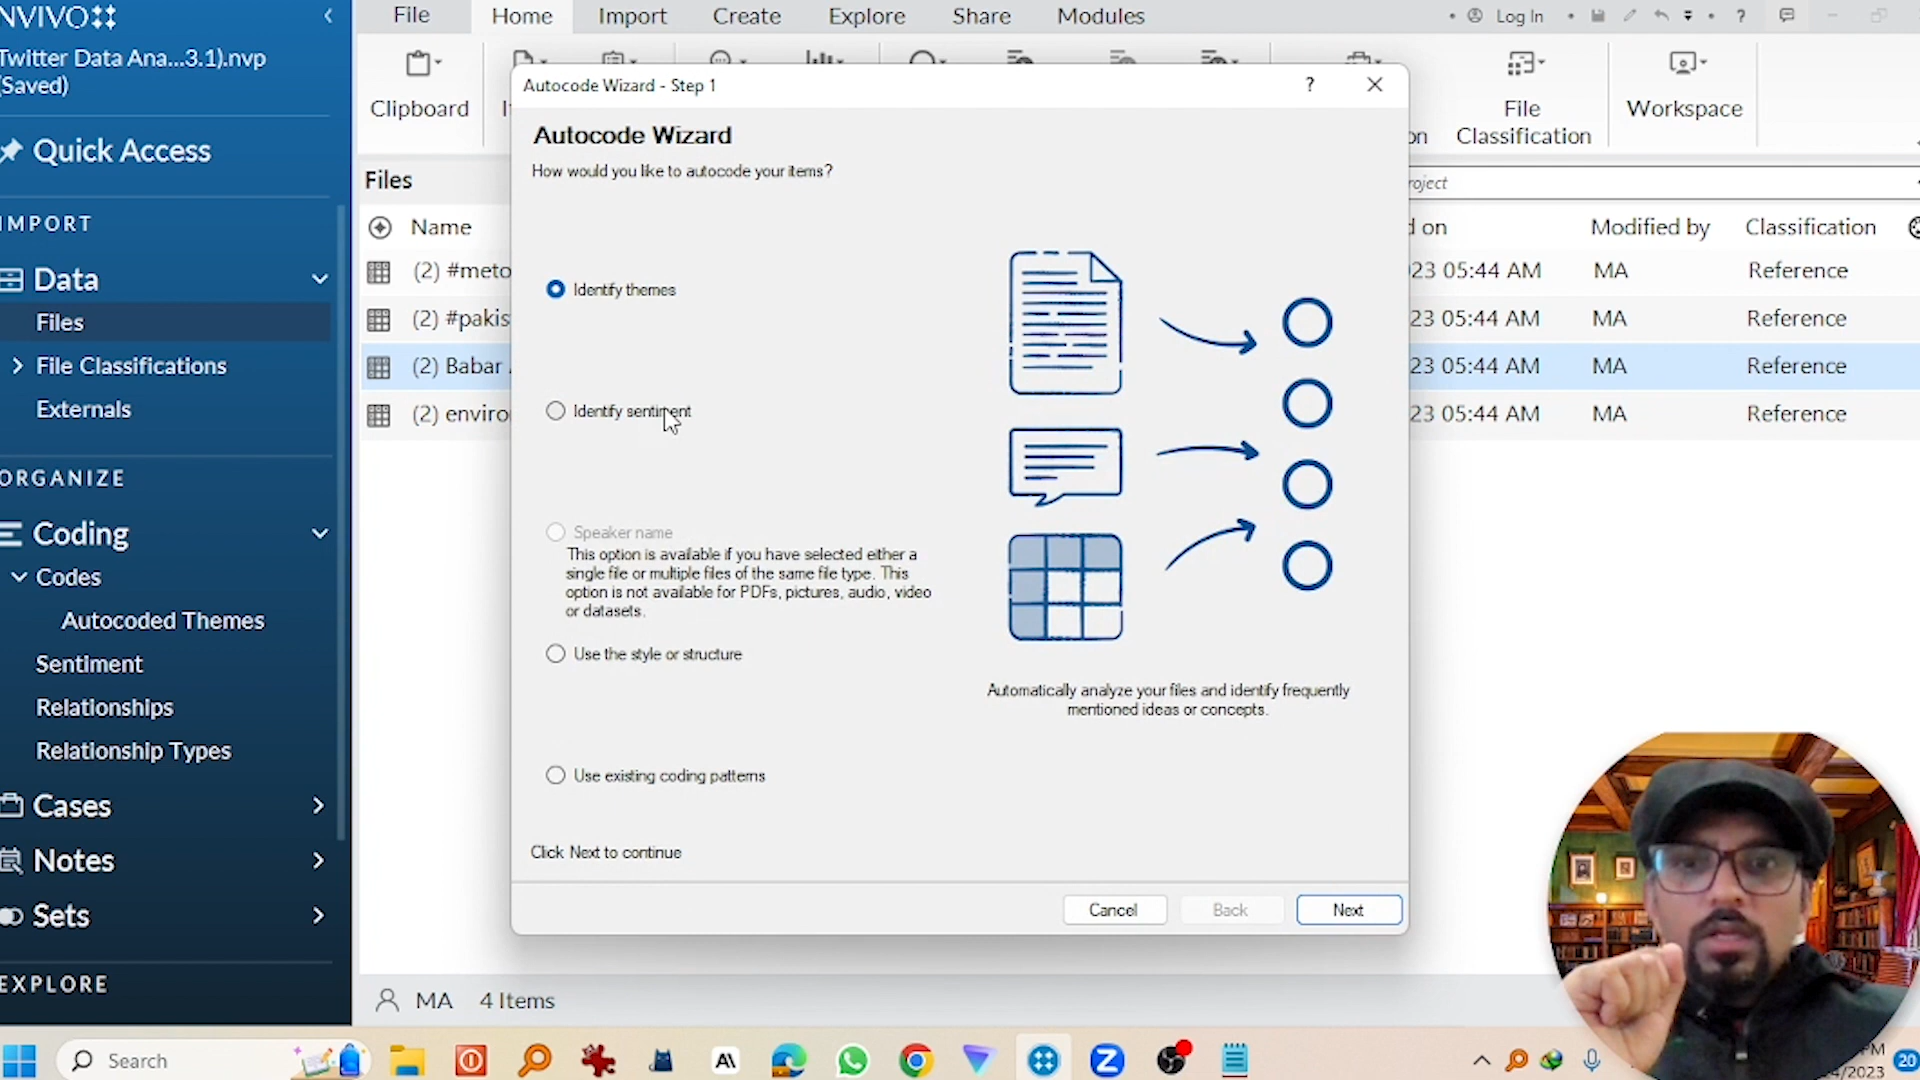 NVIVO
Twitter Data Ana...3.1).nvp
(Saved)
Quick Access
IMPORT
Data
Files
File Classifications
Externals
ORGANIZE
Coding
Codes
Autocoded Themes
Sentiment
Relationships
Relationship Types
Cases
Notes
Sets
EXPLORE
File Home Import Create Explore Share Modules
Log In
Clipboard
File
Classification
Workspace
Files
Name
Modified by Classification
(2) #meto
23 05:44 AM MA Reference
(2) #pakis
23 05:44 AM MA Reference
(2) Babar
23 05:44 AM MA Reference
(2) enviro
23 05:44 AM MA Reference
Autocode Wizard - Step 1
Autocode Wizard
How would you like to autocode your items?
Identify themes
Identify sentiment
Speaker name
This option is available if you have selected either a
single file or multiple files of the same file type. This
option is not available for PDFs, pictures, audio, video
or datasets.
Use the style or structure
Use existing coding patterns
Automatically analyze your files and identify frequently
mentioned ideas or concepts.
Click Next to continue
Cancel Back Next
MA 4 Items
Search
20